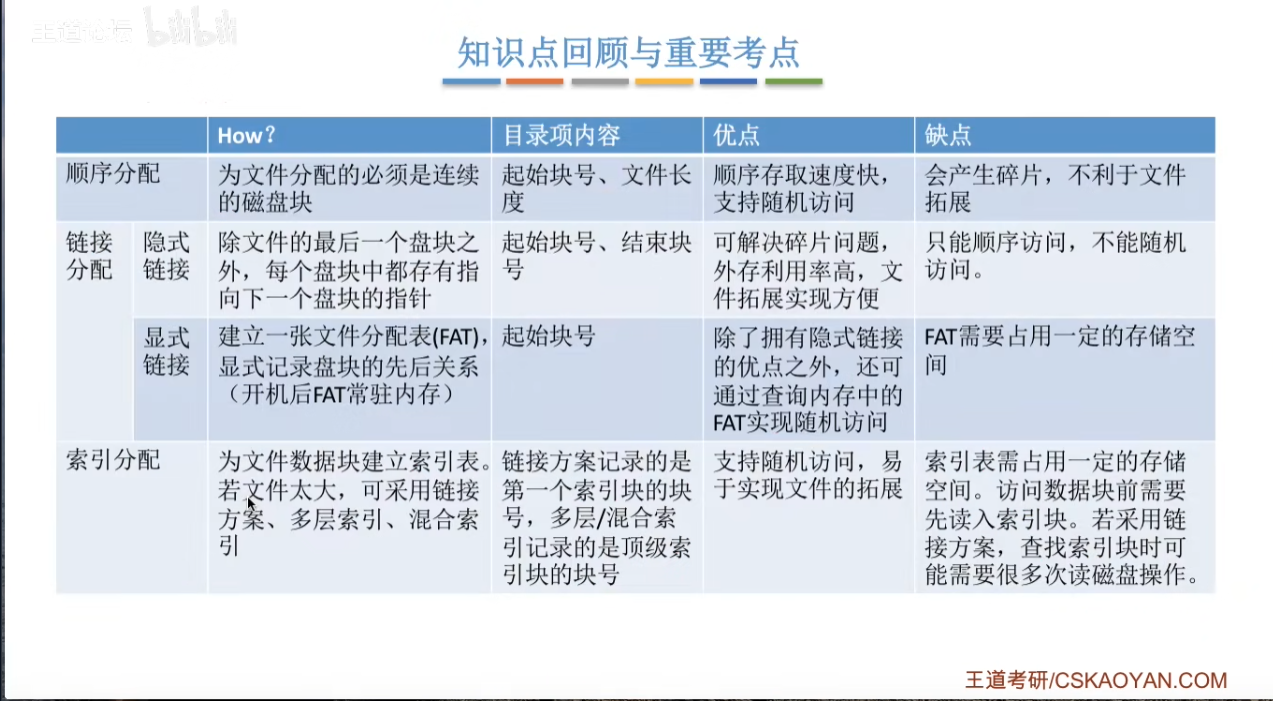 王道论坛 bilibili
知识点回顾与重要考点
How? 目录项内容 优点 缺点
顺序分配
为文件分配的必须是连续
的磁盘块
起始块号、文件长
度
顺序存取速度快，
支持随机访问
会产生碎片，不利于文件
拓展
链接
分配
隐式
链接
除文件的最后一个盘块之
外，每个盘块中都存有指
向下一个盘块的指针
起始块号、结束块
号
可解决碎片问题，
外存利用率高，文
件拓展实现方便
只能顺序访问，不能随机
访问。
显式
链接
建立一张文件分配表(FAT)，
显式记录盘块的先后关系
（开机后FAT常驻内存）
起始块号
除了拥有隐式链接
的优点之外，还可
通过查询内存中的
FAT实现随机访问
FAT需要占用一定的存储空
间
索引分配
为文件数据块建立索引表。
若文件太大，可采用链接
方案、多层索引、混合索
引
链接方案记录的是
第一个索引块的块
号，多层/混合索
引记录的是顶级索
引块的块号
支持随机访问，易
于实现文件的拓展
索引表需占用一定的存储
空间。访问数据块前需要
先读入索引块。若采用链
接方案，查找索引块时可
能需要很多次读磁盘操作。
王道考研/CSKAOYAN.COM